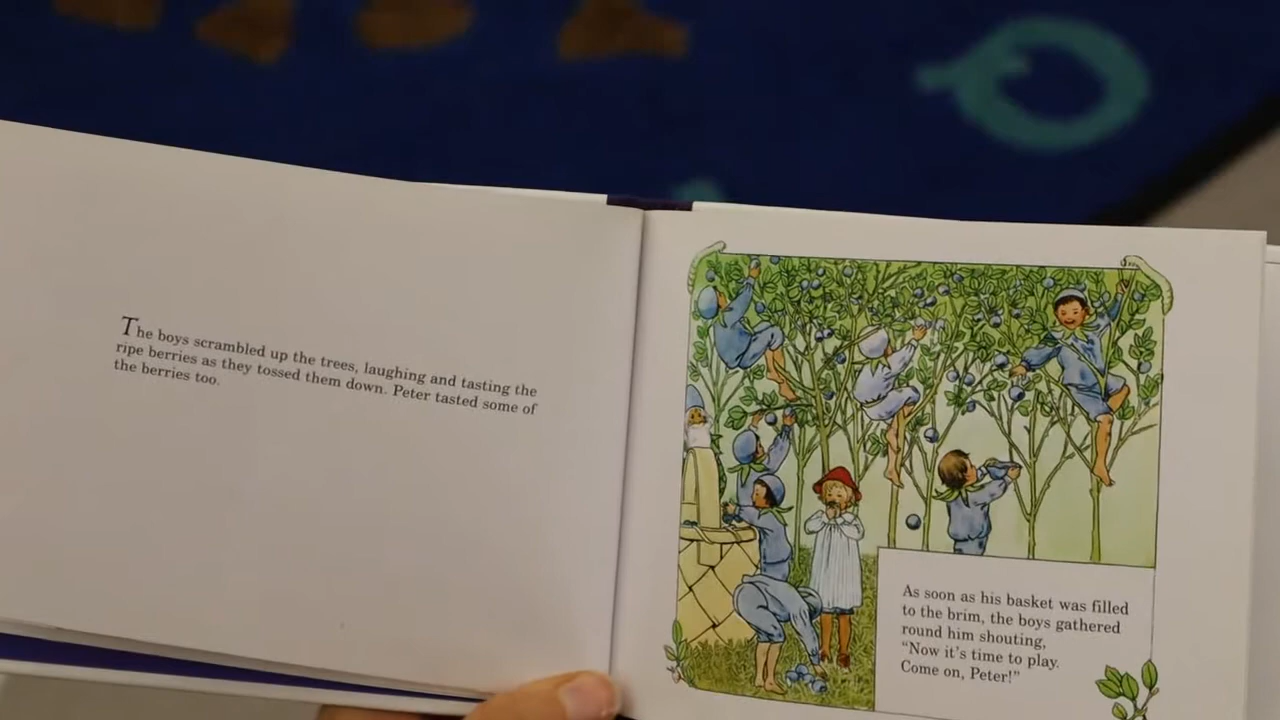 The boys scrambled up the trees, laughing and tasting the
ripe berries as they tossed them down. Peter tasted some of
the berries too.
As soon as his basket was filled
to the brim, the boys gathered
round him shouting,
“Now it’s time to play.
Come on, Peter!”